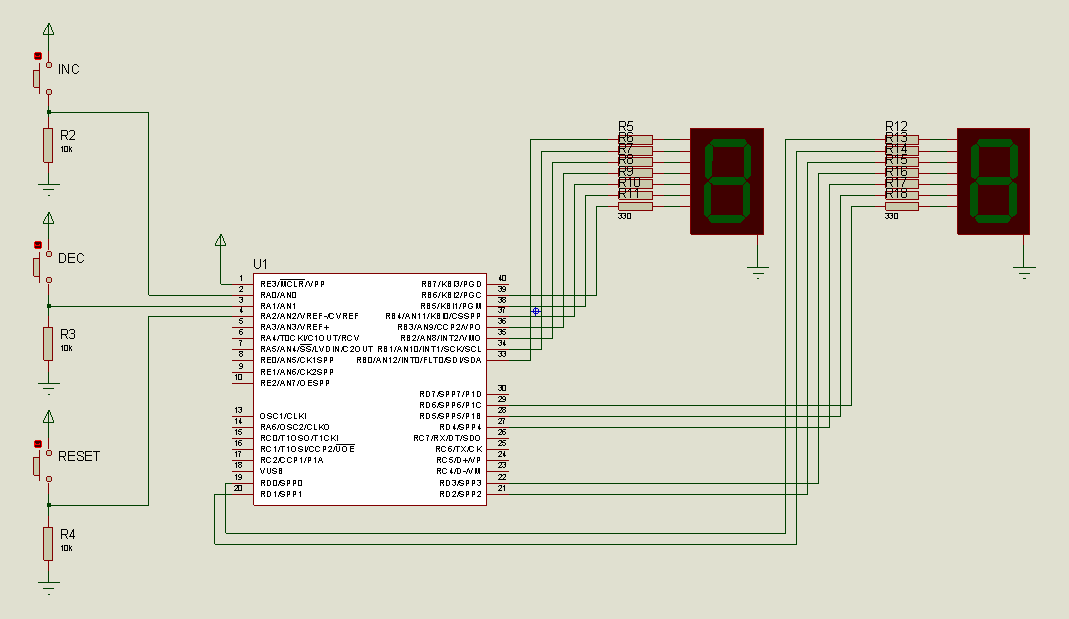 INC
R2
10k
DEC
R3
10k
RESET
R4
10k
U1
1 RE3/MCLR/VPP
2 RA0/AN0
3 RA1/AN1
4 RA2/AN2/VREF-/CVREF
5 RA3/AN3/VREF+
6 RA4/T0CKI/C1OUT/RCV
7 RA5/AN4/SS/LVDIN/C2OUT
8 RE0/AN5/CK1SPP
9 RE1/AN6/CK2SPP
10 RE2/AN7/OESPP
13 OSC1/CLKI
14 RA6/OSC2/CLKO
15 RC0/T1OSO/T1CKI
16 RC1/T1OSI/CCP2/UOE
17 RC2/CCP1/P1A
18 VUSB
19 RD0/SPP0
20 RD1/SPP1
RB7/KBI3/PGD 40
RB6/KBI2/PGC 39
RB5/KBI1/PGM 38
RB4/AN11/KBI0/CSSPP 37
RB3/AN9/CCP2/VPO 36
RB2/AN8/INT2/VMO 35
RB1/AN10/INT1/SCK/SCL 34
RB0/AN12/INT0/FLT0/SDI/SDA 33
RD7/SPP7/P1D 30
RD6/SPP6/P1C 29
RD5/SPP5/P1B 28
RD4/SPP4 27
RC7/RX/DT/SDO 26
RC6/TX/CK 25
RC5/D+/VP 24
RC4/D-/VM 23
RD3/SPP3 22
RD2/SPP2 21
R5
R6
R7
R8
R9
R10
R11
330
R12
R13
R14
R15
R16
R17
R18
330